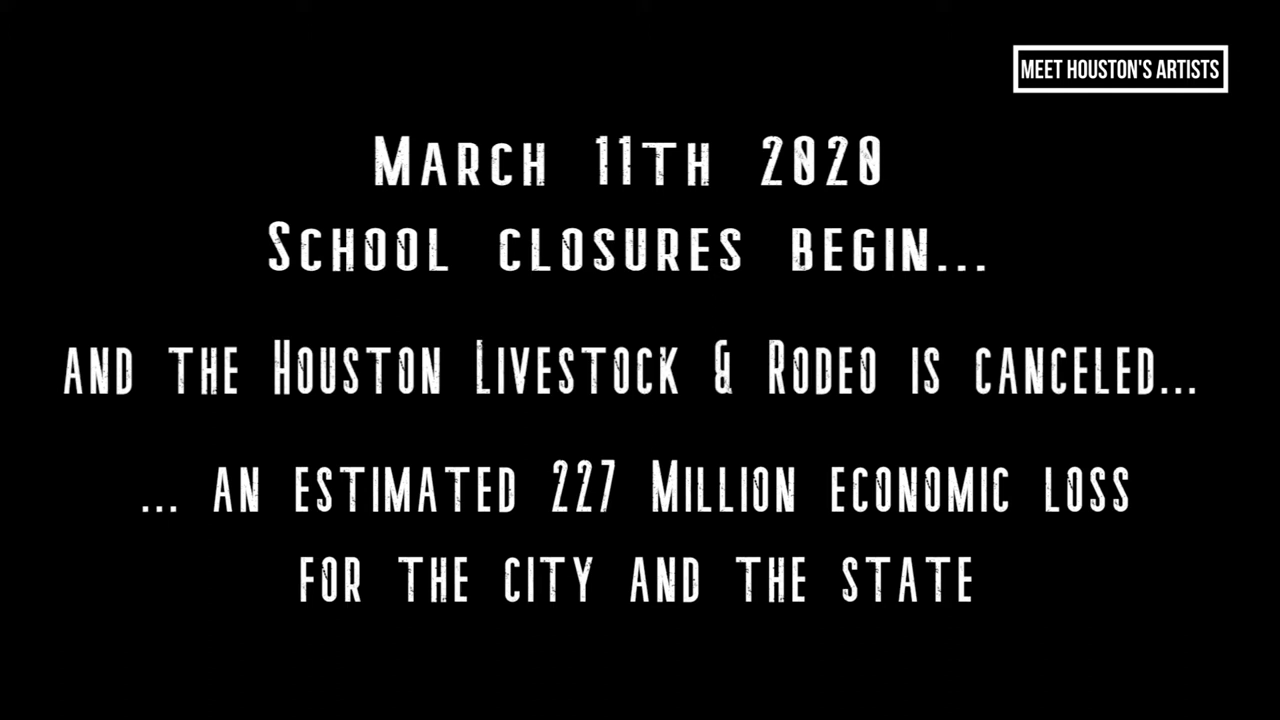 MEET HOUSTON'S ARTISTS
March 11th 2020
School closures begin...
and the Houston Livestock & Rodeo is canceled...
... an estimated 227 Million economic loss
for the city and the state